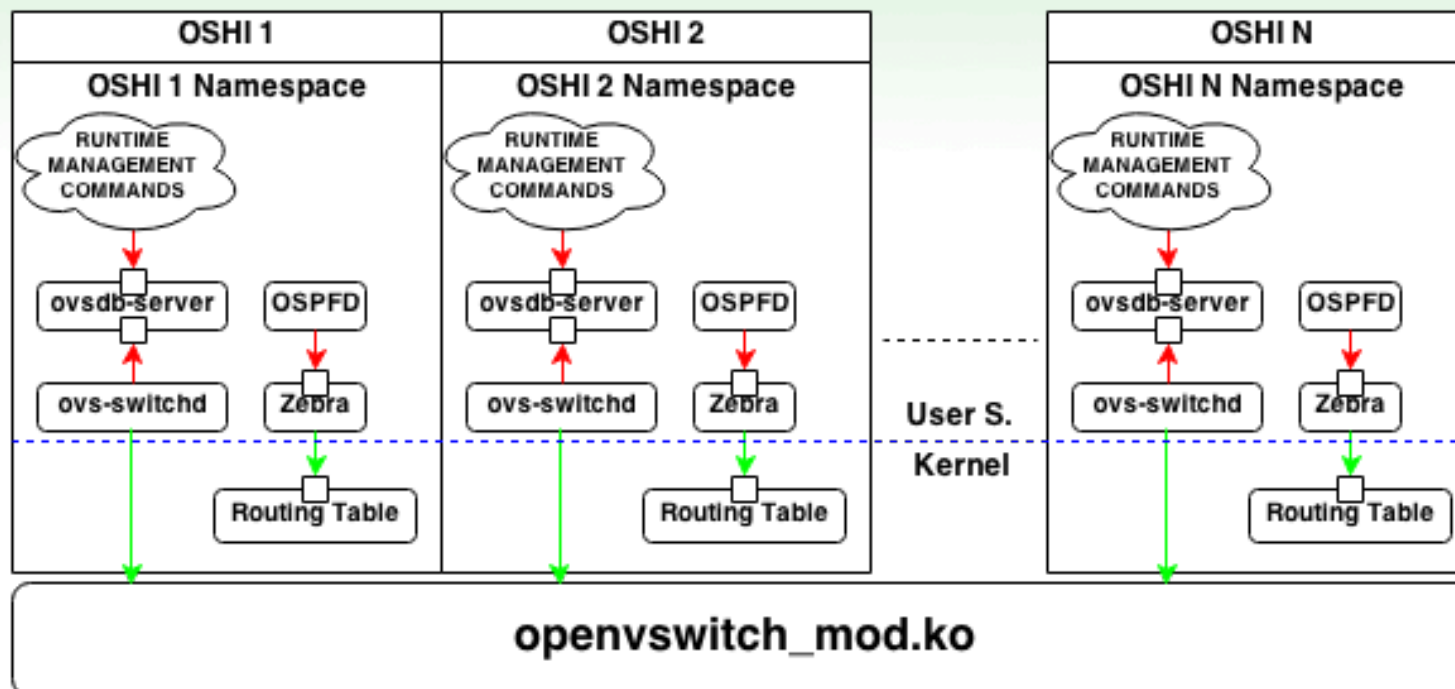 OSHI 1
OSHI 2
OSHI N
OSHI 1 Namespace
OSHI 2 Namespace
OSHI N Namespace
RUNTIME
MANAGEMENT
COMMANDS
RUNTIME
MANAGEMENT
COMMANDS
RUNTIME
MANAGEMENT
COMMANDS
ovsdb-server
OSPFD
ovsdb-server
OSPFD
ovsdb-server
OSPFD
ovs-switchd
Zebra
ovs-switchd
Zebra
User S.
ovs-switchd
Zebra
Kernel
Routing Table
Routing Table
Routing Table
openvswitch_mod.ko